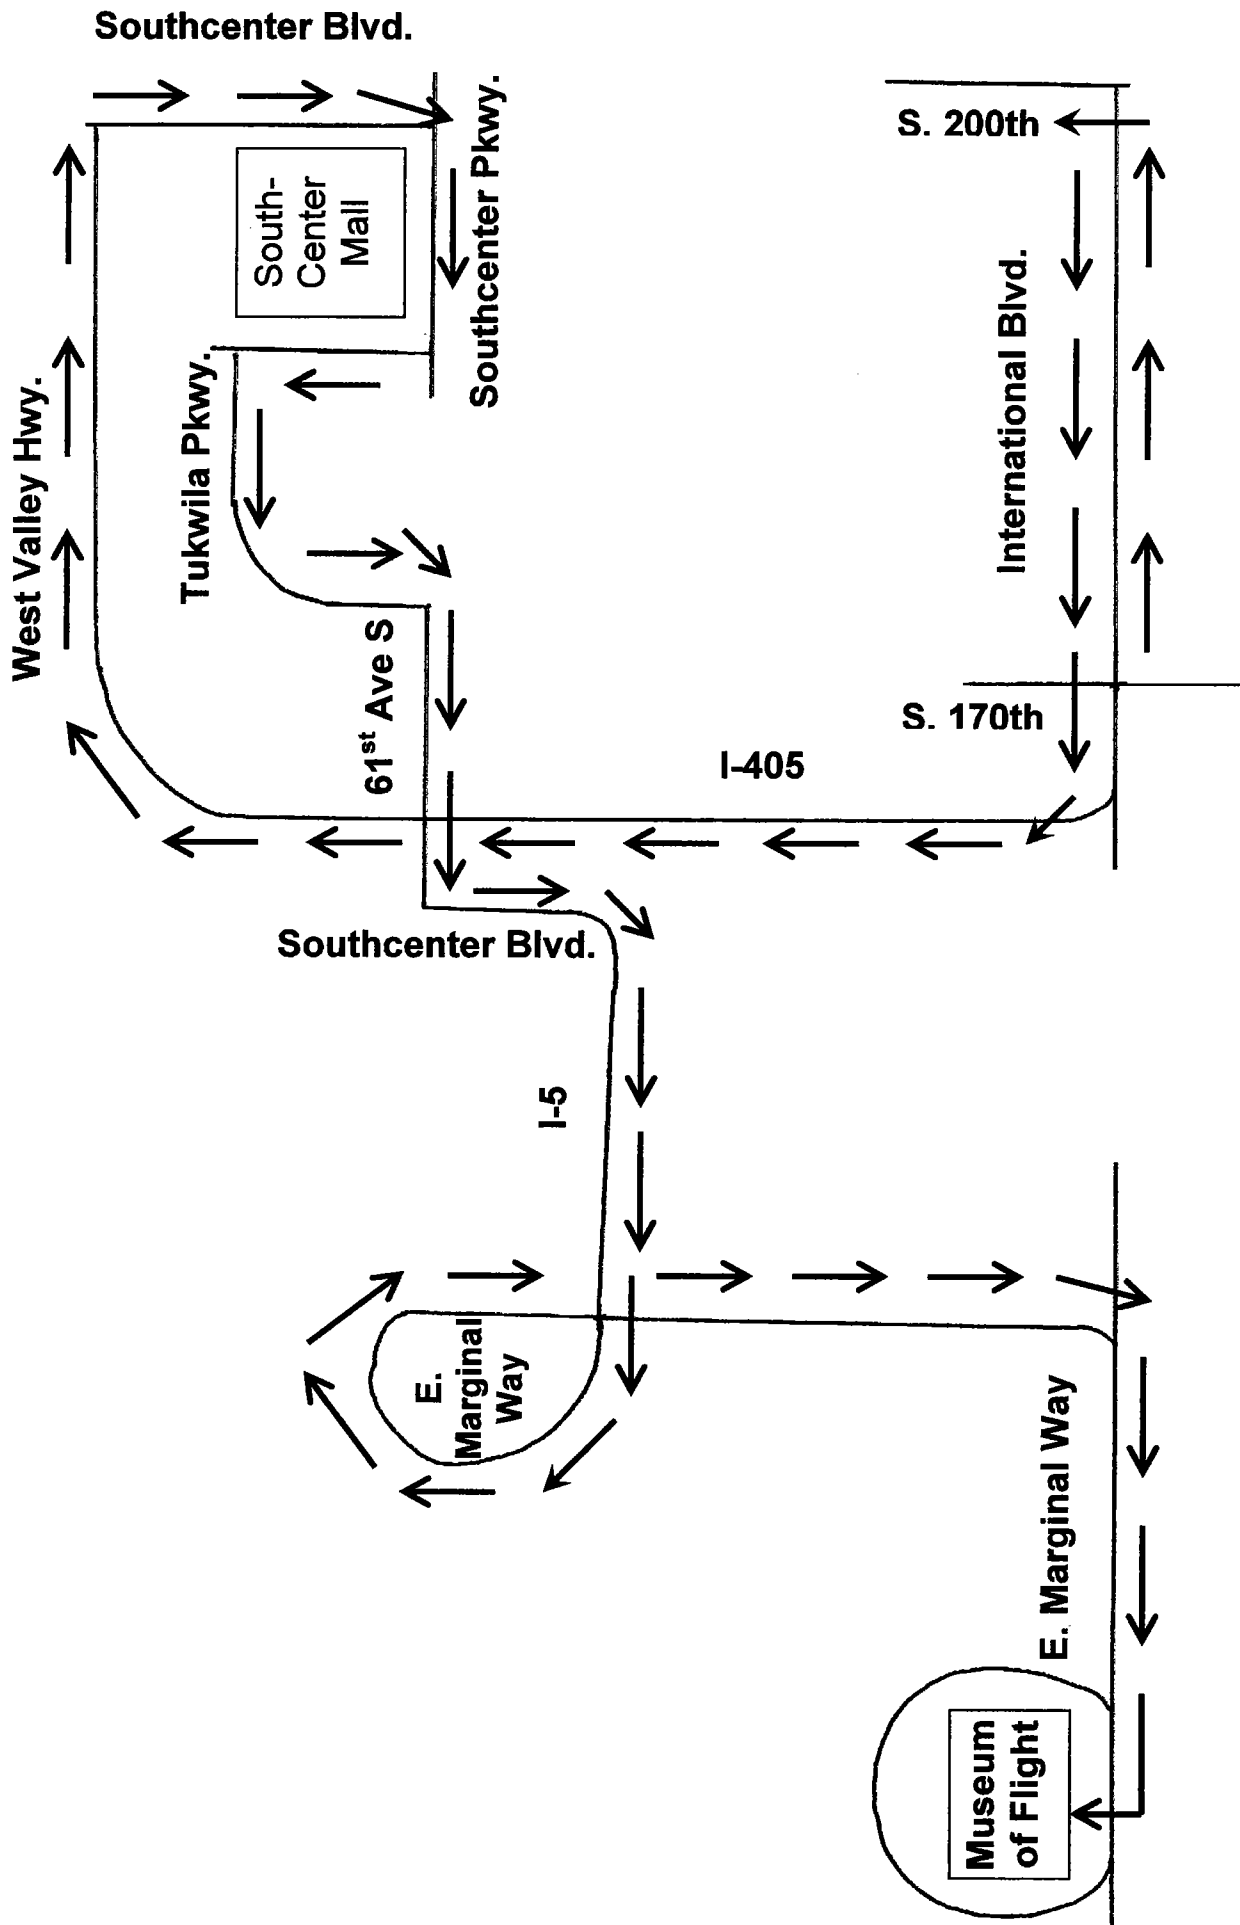 Southcenter Blvd.
West Valley Hwy.
South-
Center
Mall
Southcenter Pkwy.
Tukwila Pkwy.
61st Ave S
S. 200th
International Blvd.
S. 170th
I-405
Southcenter Blvd.
I-5
E.
Marginal
Way
E. Marginal Way
Museum
of Flight